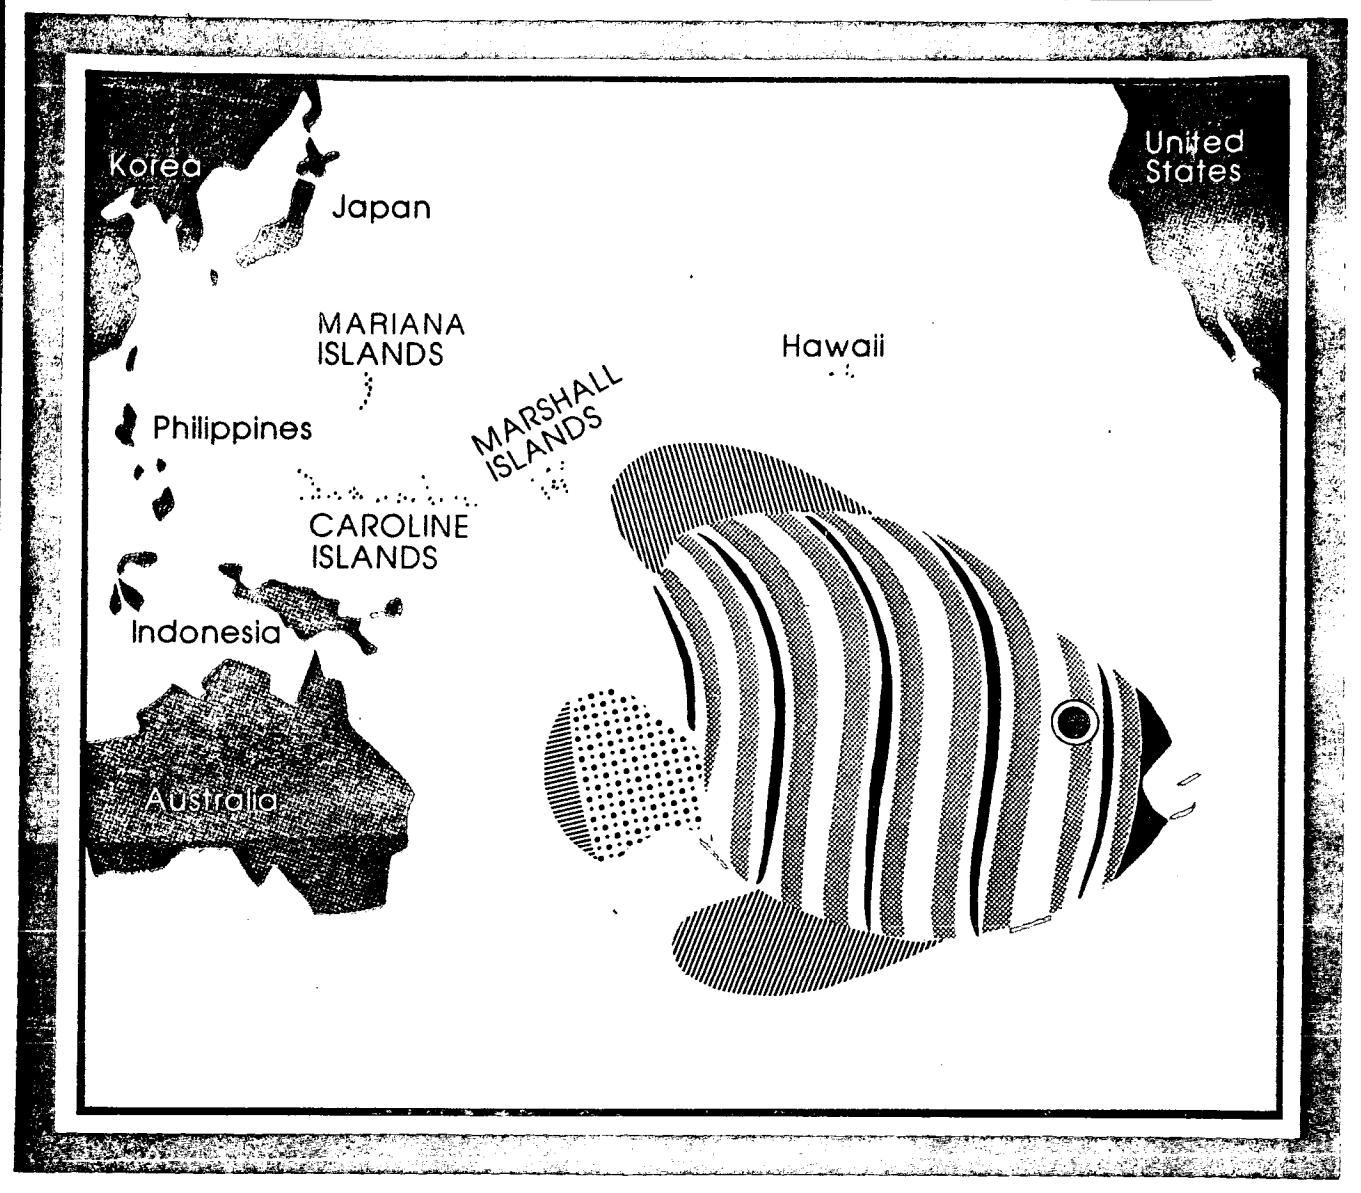 Korea
United
States
Japan
MARIANA
ISLANDS
Hawaii
MARSHALL
ISLANDS
Philippines
CAROLINE
ISLANDS
Indonesia
Australia